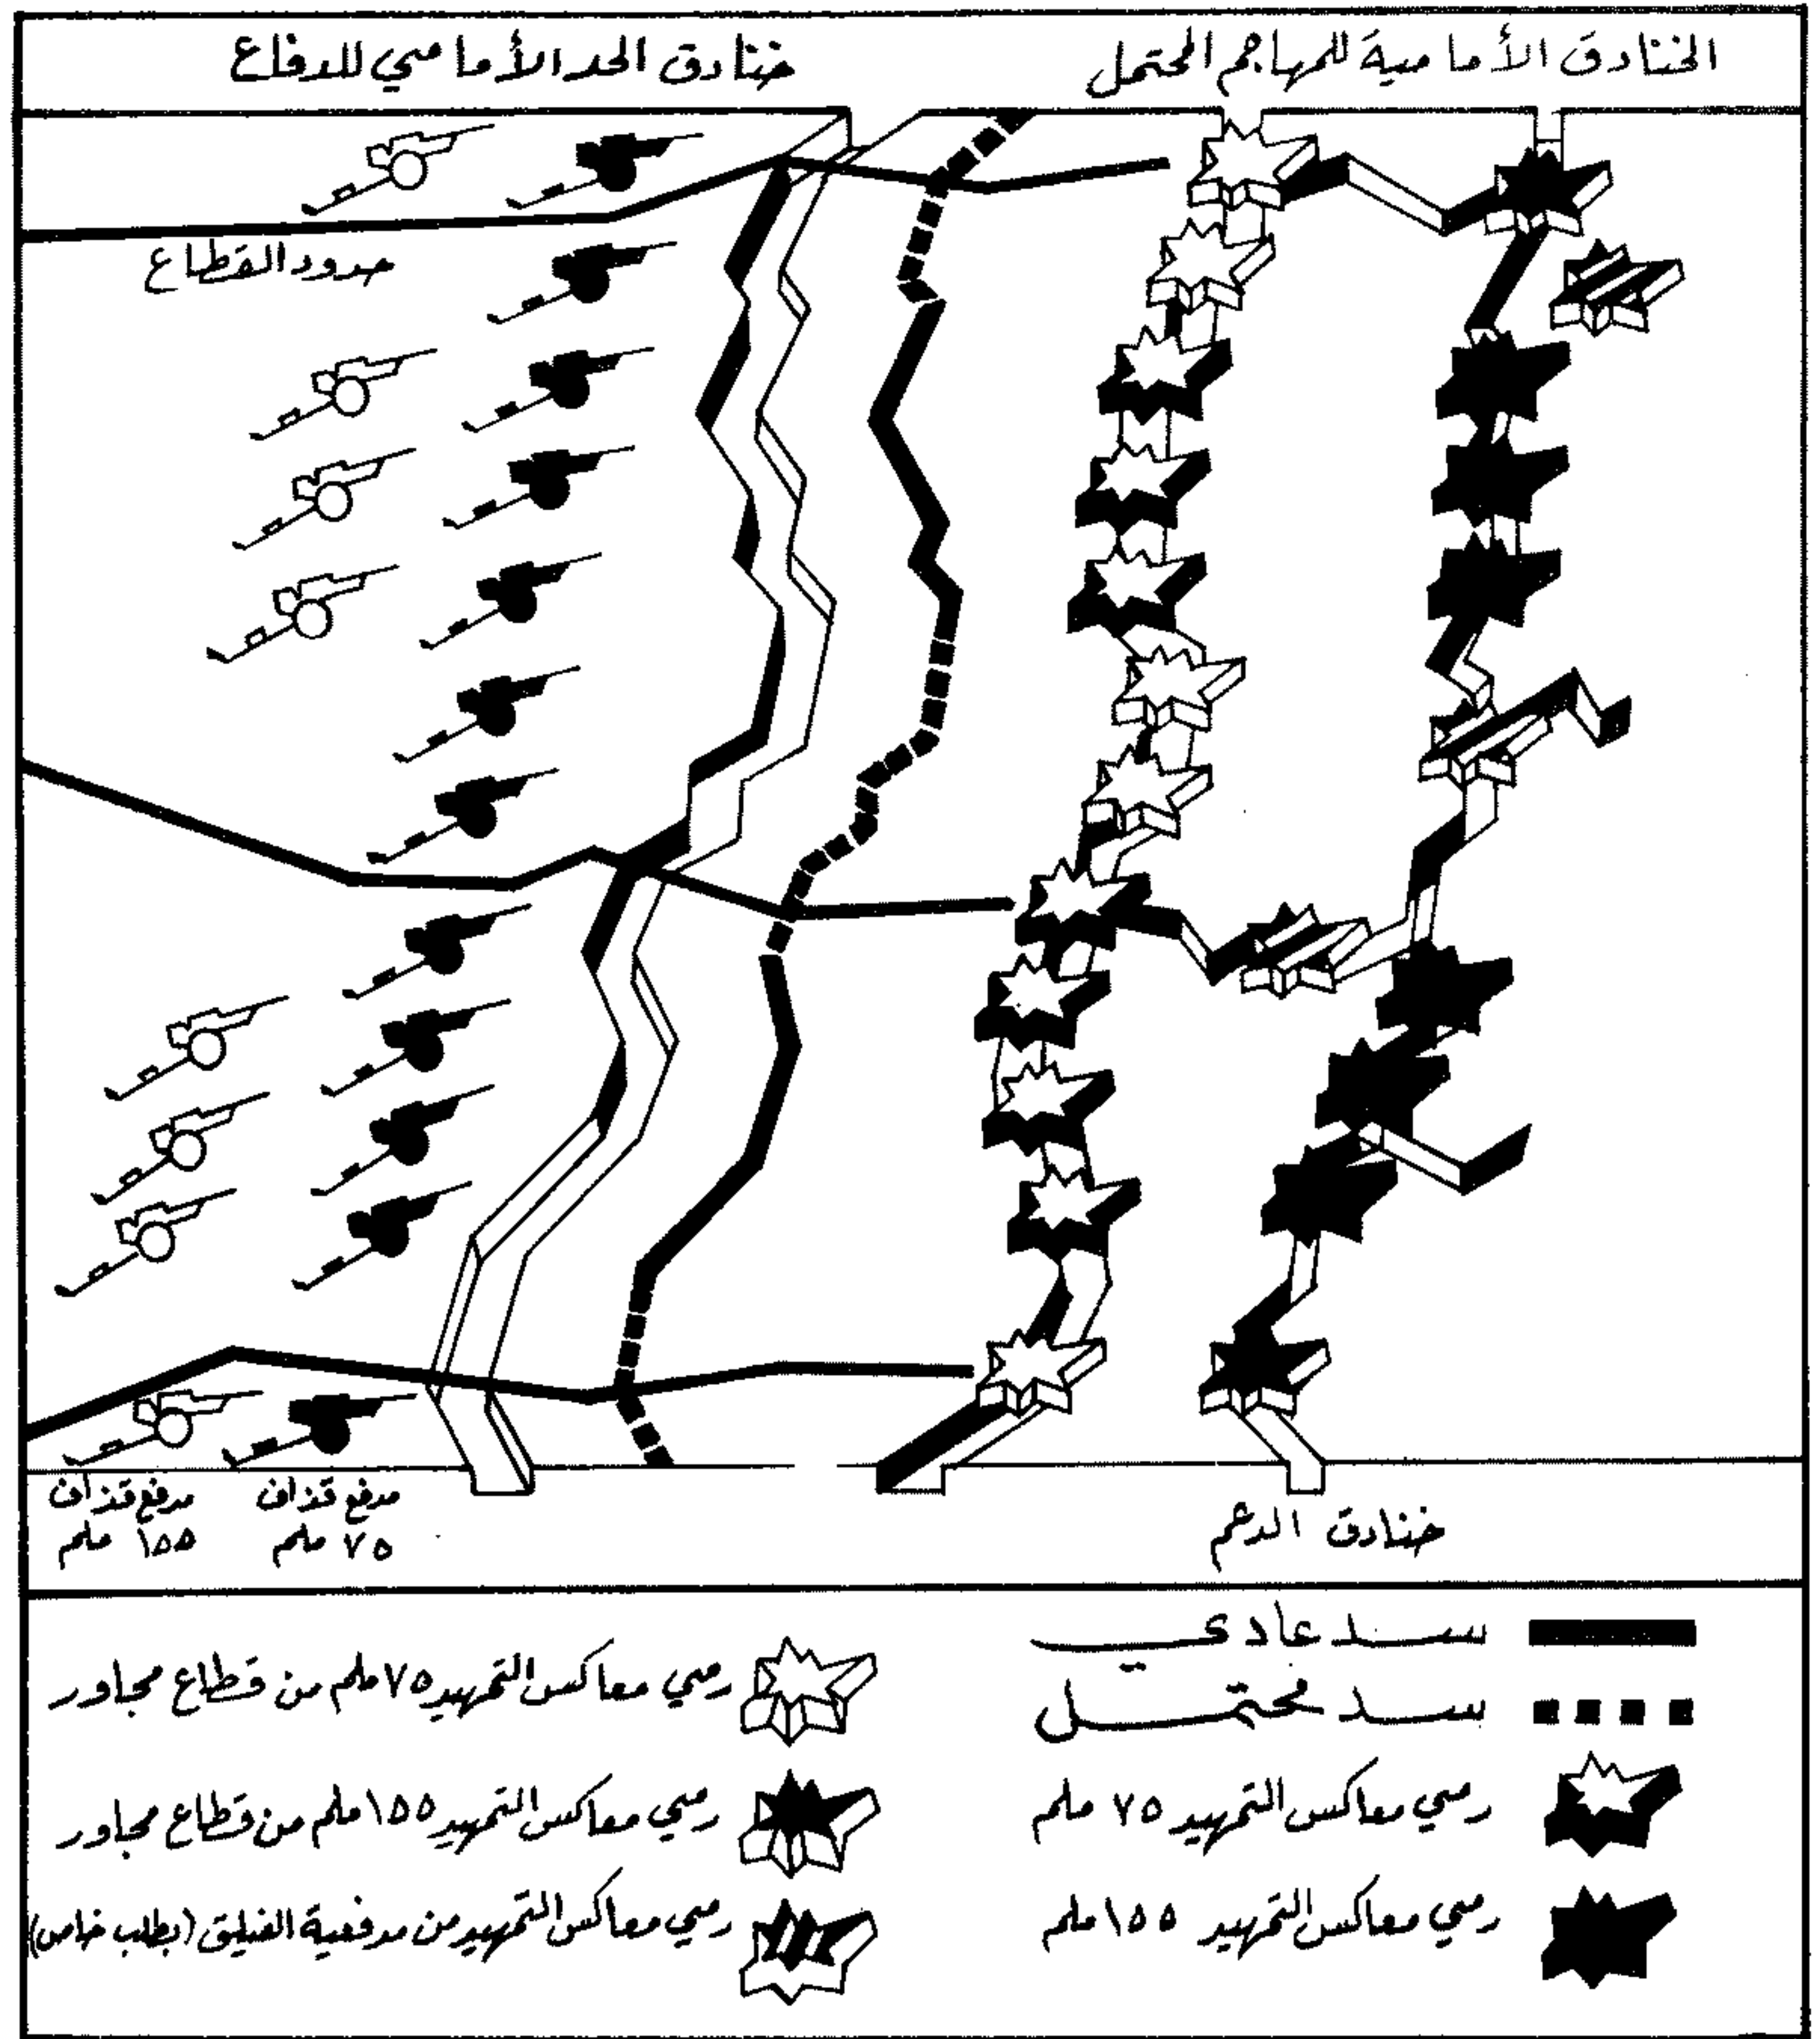 الخنادق الأمامية للمهاجم المحتمل
خنادق الحد الأمامي للدفاع
حدود القطاع
خنادق الدعم
مدفع قذاف
٧٥ ملم
مدفع قذاف
١٥٥ ملم
سد عادي
سد محتمل
رمي معاكس التمهيد ٧٥ ملم
رمي معاكس التمهيد ١٥٥ ملم
رمي معاكس التمهيد ٧٥ ملم من قطاع مجاور
رمي معاكس التمهيد ١٥٥ ملم من قطاع مجاور
رمي معاكس التمهيد من مدفعية الفيلق (بطلب خاص)